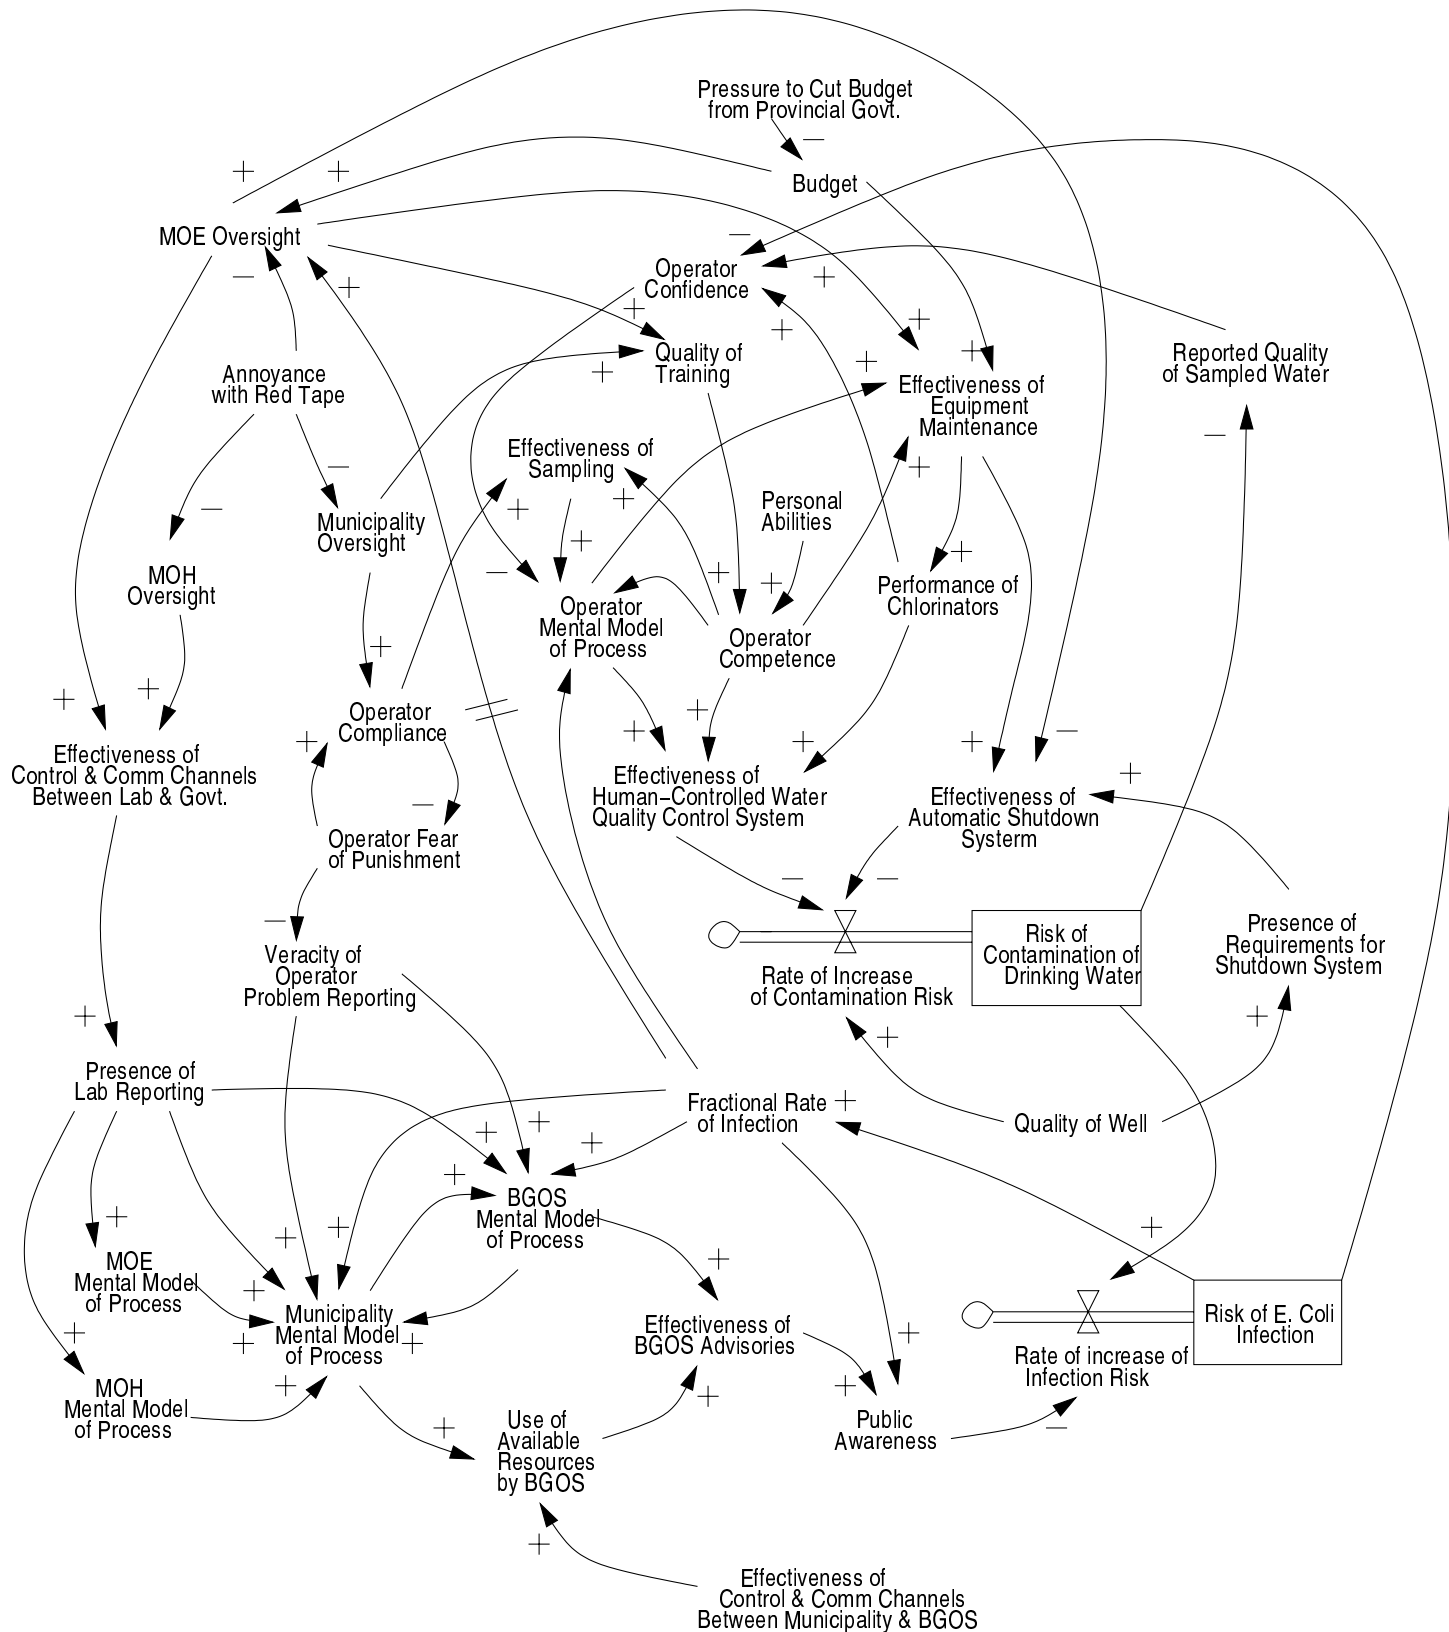 Pressure to Cut Budget
from Provincial Govt.
Budget
MOE Oversight
Operator
Confidence
Annoyance
with Red Tape
Quality of
Training
Reported Quality
of Sampled Water
Effectiveness of
Equipment
Maintenance
Effectiveness of
Sampling
Personal
Abilities
Municipality
Oversight
MOH
Oversight
Operator
Mental Model
of Process
Operator
Competence
Performance of
Chlorinators
Operator
Compliance
Effectiveness of
Control & Comm Channels
Between Lab & Govt.
Effectiveness of
Human-Controlled Water
Quality Control System
Effectiveness of
Automatic Shutdown
Systerm
Operator Fear
of Punishment
Veracity of
Operator
Problem Reporting
Rate of Increase
of Contamination Risk
Risk of
Contamination of
Drinking Water
Presence of
Requirements for
Shutdown System
Presence of
Lab Reporting
Fractional Rate
of Infection
Quality of Well
BGOS
Mental Model
of Process
MOE
Mental Model
of Process
Municipality
Mental Model
of Process
Effectiveness of
BGOS Advisories
Rate of increase of
Infection Risk
Risk of E. Coli
Infection
MOH
Mental Model
of Process
Use of
Available
Resources
by BGOS
Public
Awareness
Effectiveness of
Control & Comm Channels
Between Municipality & BGOS